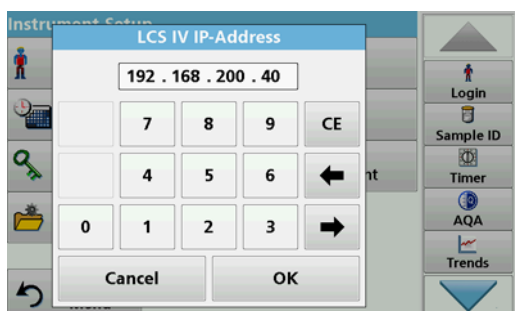 Instrument Setup
LCS IV IP-Address
192 . 168 . 200 . 40
7 8 9 CE
4 5 6
0 1 2 3
Cancel OK
Menu
Login
Sample ID
Timer
AQA
Trends